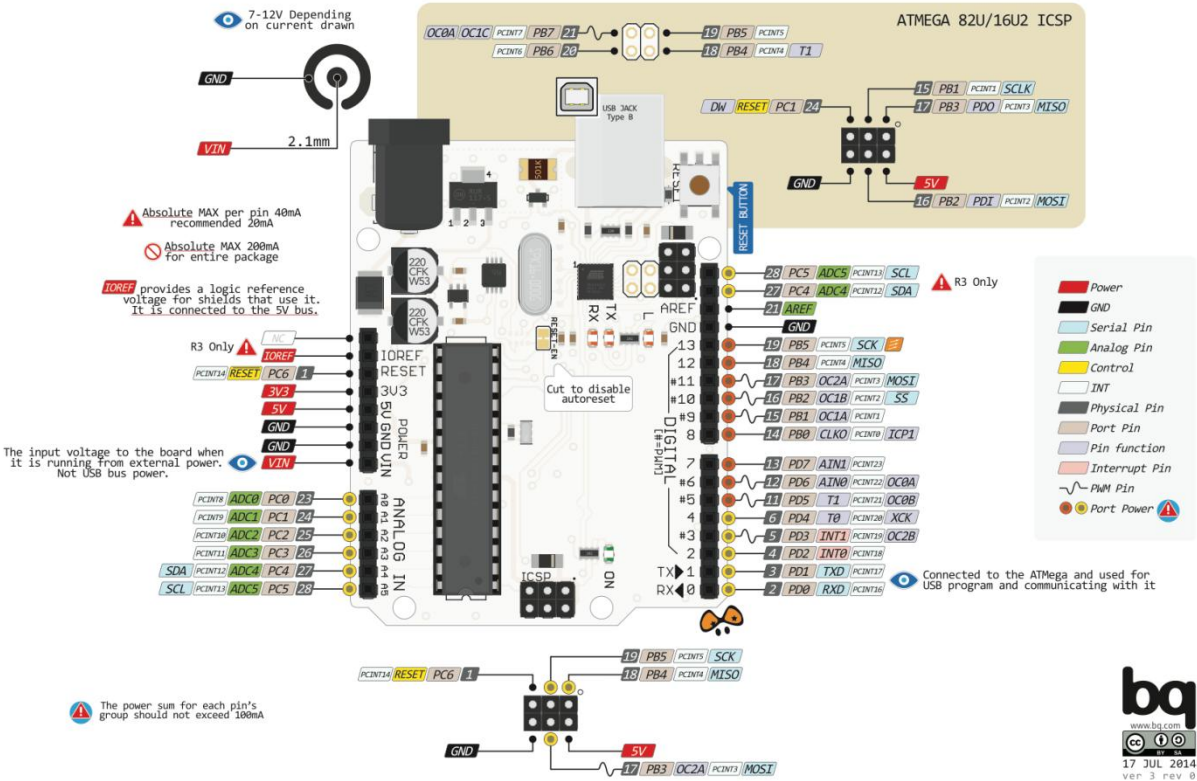 7-12V Depending
on current drawn
GND
VIN
2.1mm
ATMEGA 82U/16U2 ICSP
OC0A OC1C PCINT7 PB7 21
PCINT6 PB6 20
19 PB5 PCINT5
18 PB4 PCINT4 T1
DW RESET PC1 24
15 PB1 PCINT1 SCLK
17 PB3 PDO PCINT3 MISO
GND
5V
16 PB2 PDI PCINT2 MOSI
USB JACK
Type B
RESET
RESET BUTTON
501K
4
1 2 3
220
CFK
W53
220
CFK
W53
Absolute MAX per pin 40mA
recommended 20mA
Absolute MAX 200mA
for entire package
IOREF provides a logic reference
voltage for shields that use it.
It is connected to the 5V bus.
NC
R3 Only
IOREF
PCINT14 RESET PC6 1
3V3
5V
GND
GND
The input voltage to the board when
it is running from external power.
Not USB bus power.
VIN
PCINT8 ADC0 PC0 23
PCINT9 ADC1 PC1 24
PCINT10 ADC2 PC2 25
PCINT11 ADC3 PC3 26
SDA PCINT12 ADC4 PC4 27
SCL PCINT13 ADC5 PC5 28
IOREF
RESET
3V3
5V
GND
VIN
POWER
A0
A1
A2
A3
A4
A5
ANALOG IN
1
RX
TX
L
RESET-EN
Cut to disable
autoreset
AREF
GND
13
12
#11
#10
#9
8
DIGITAL
[#=PWM]
7
#6
#5
4
#3
2
TX 1
RX 0
ICSP
ON
28 PC5 ADC5 PCINT13 SCL
27 PC4 ADC4 PCINT12 SDA
R3 Only
21 AREF
GND
19 PB5 PCINT5 SCK
18 PB4 PCINT4 MISO
17 PB3 OC2A PCINT3 MOSI
16 PB2 OC1B PCINT2 SS
15 PB1 OC1A PCINT1
14 PB0 CLKO PCINT0 ICP1
13 PD7 AIN1 PCINT23
12 PD6 AIN0 PCINT22 OC0A
11 PD5 T1 PCINT21 OC0B
6 PD4 T0 PCINT20 XCK
5 PD3 INT1 PCINT19 OC2B
4 PD2 INT0 PCINT18
3 PD1 TXD PCINT17
2 PD0 RXD PCINT16
Connected to the ATMega and used for
USB program and communicating with it
Power
GND
Serial Pin
Analog Pin
Control
INT
Physical Pin
Port Pin
Pin function
Interrupt Pin
PWM Pin
Port Power
PCINT14 RESET PC6 1
19 PB5 PCINT5 SCK
18 PB4 PCINT4 MISO
GND
5V
17 PB3 OC2A PCINT3 MOSI
The power sum for each pin's
group should not exceed 100mA
bq
www.bq.com
cc BY SA
17 JUL 2014
ver 3 rev 0